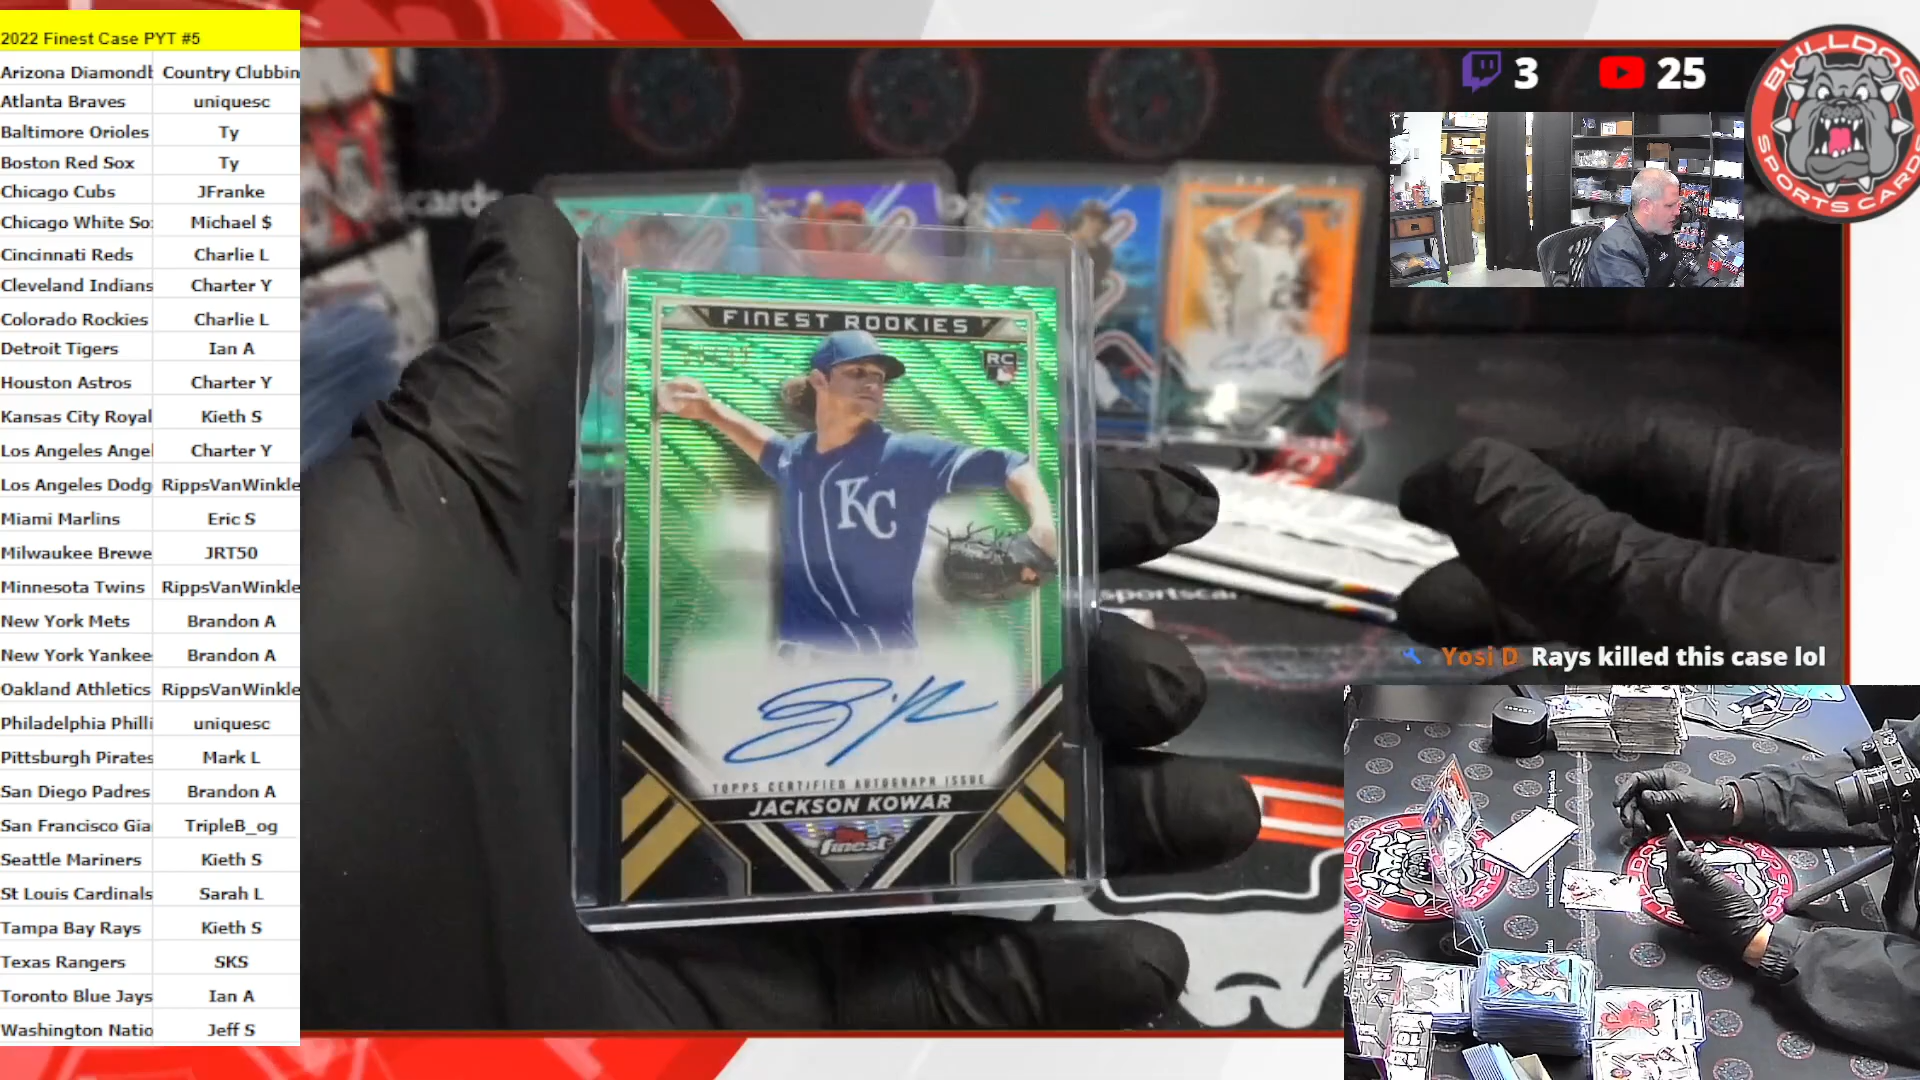 2022 Finest Case PYT #5
Arizona Diamondb Country Clubbin
Atlanta Braves uniquesc
Baltimore Orioles Ty
Boston Red Sox Ty
Chicago Cubs JFranke
Chicago White So Michael $
Cincinnati Reds Charlie L
Cleveland Indians Charter Y
Colorado Rockies Charlie L
Detroit Tigers Ian A
Houston Astros Charter Y
Kansas City Royal Kieth S
Los Angeles Angel Charter Y
Los Angeles Dodg RippsVanWinkle
Miami Marlins Eric S
Milwaukee Brewe JRT50
Minnesota Twins RippsVanWinkle
New York Mets Brandon A
New York Yankee Brandon A
Oakland Athletics RippsVanWinkle
Philadelphia Philli uniquesc
Pittsburgh Pirates Mark L
San Diego Padres Brandon A
San Francisco Gia TripleB_og
Seattle Mariners Kieth S
St Louis Cardinals Sarah L
Tampa Bay Rays Kieth S
Texas Rangers SKS
Toronto Blue Jays Ian A
Washington Natio Jeff S
3 25
BULLDOG
SPORTS CARDS
cards
FINEST ROOKIES
RC
KC
TOPPS CERTIFIED AUTOGRAPH ISSUE
JACKSON KOWAR
finest
sportscar
Yosi D Rays killed this case lol